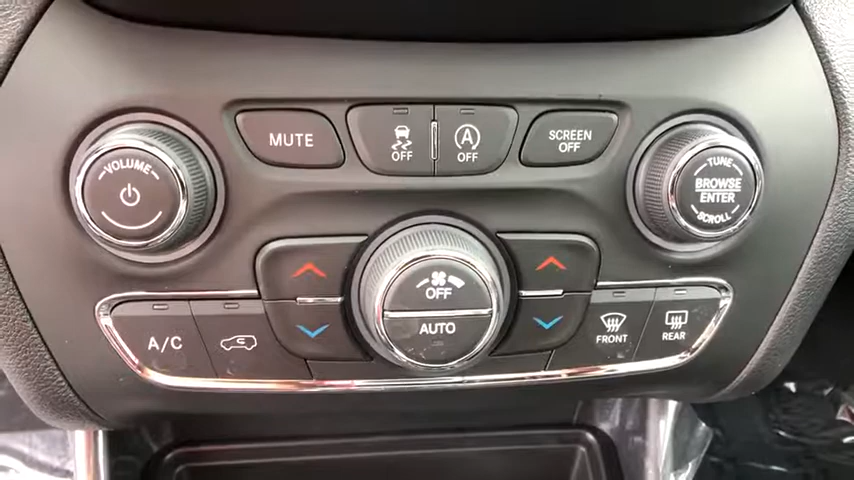 VOLUME
MUTE
OFF
A
OFF
SCREEN
OFF
TUNE
BROWSE
ENTER
SCROLL
OFF
AUTO
A/C
FRONT
REAR